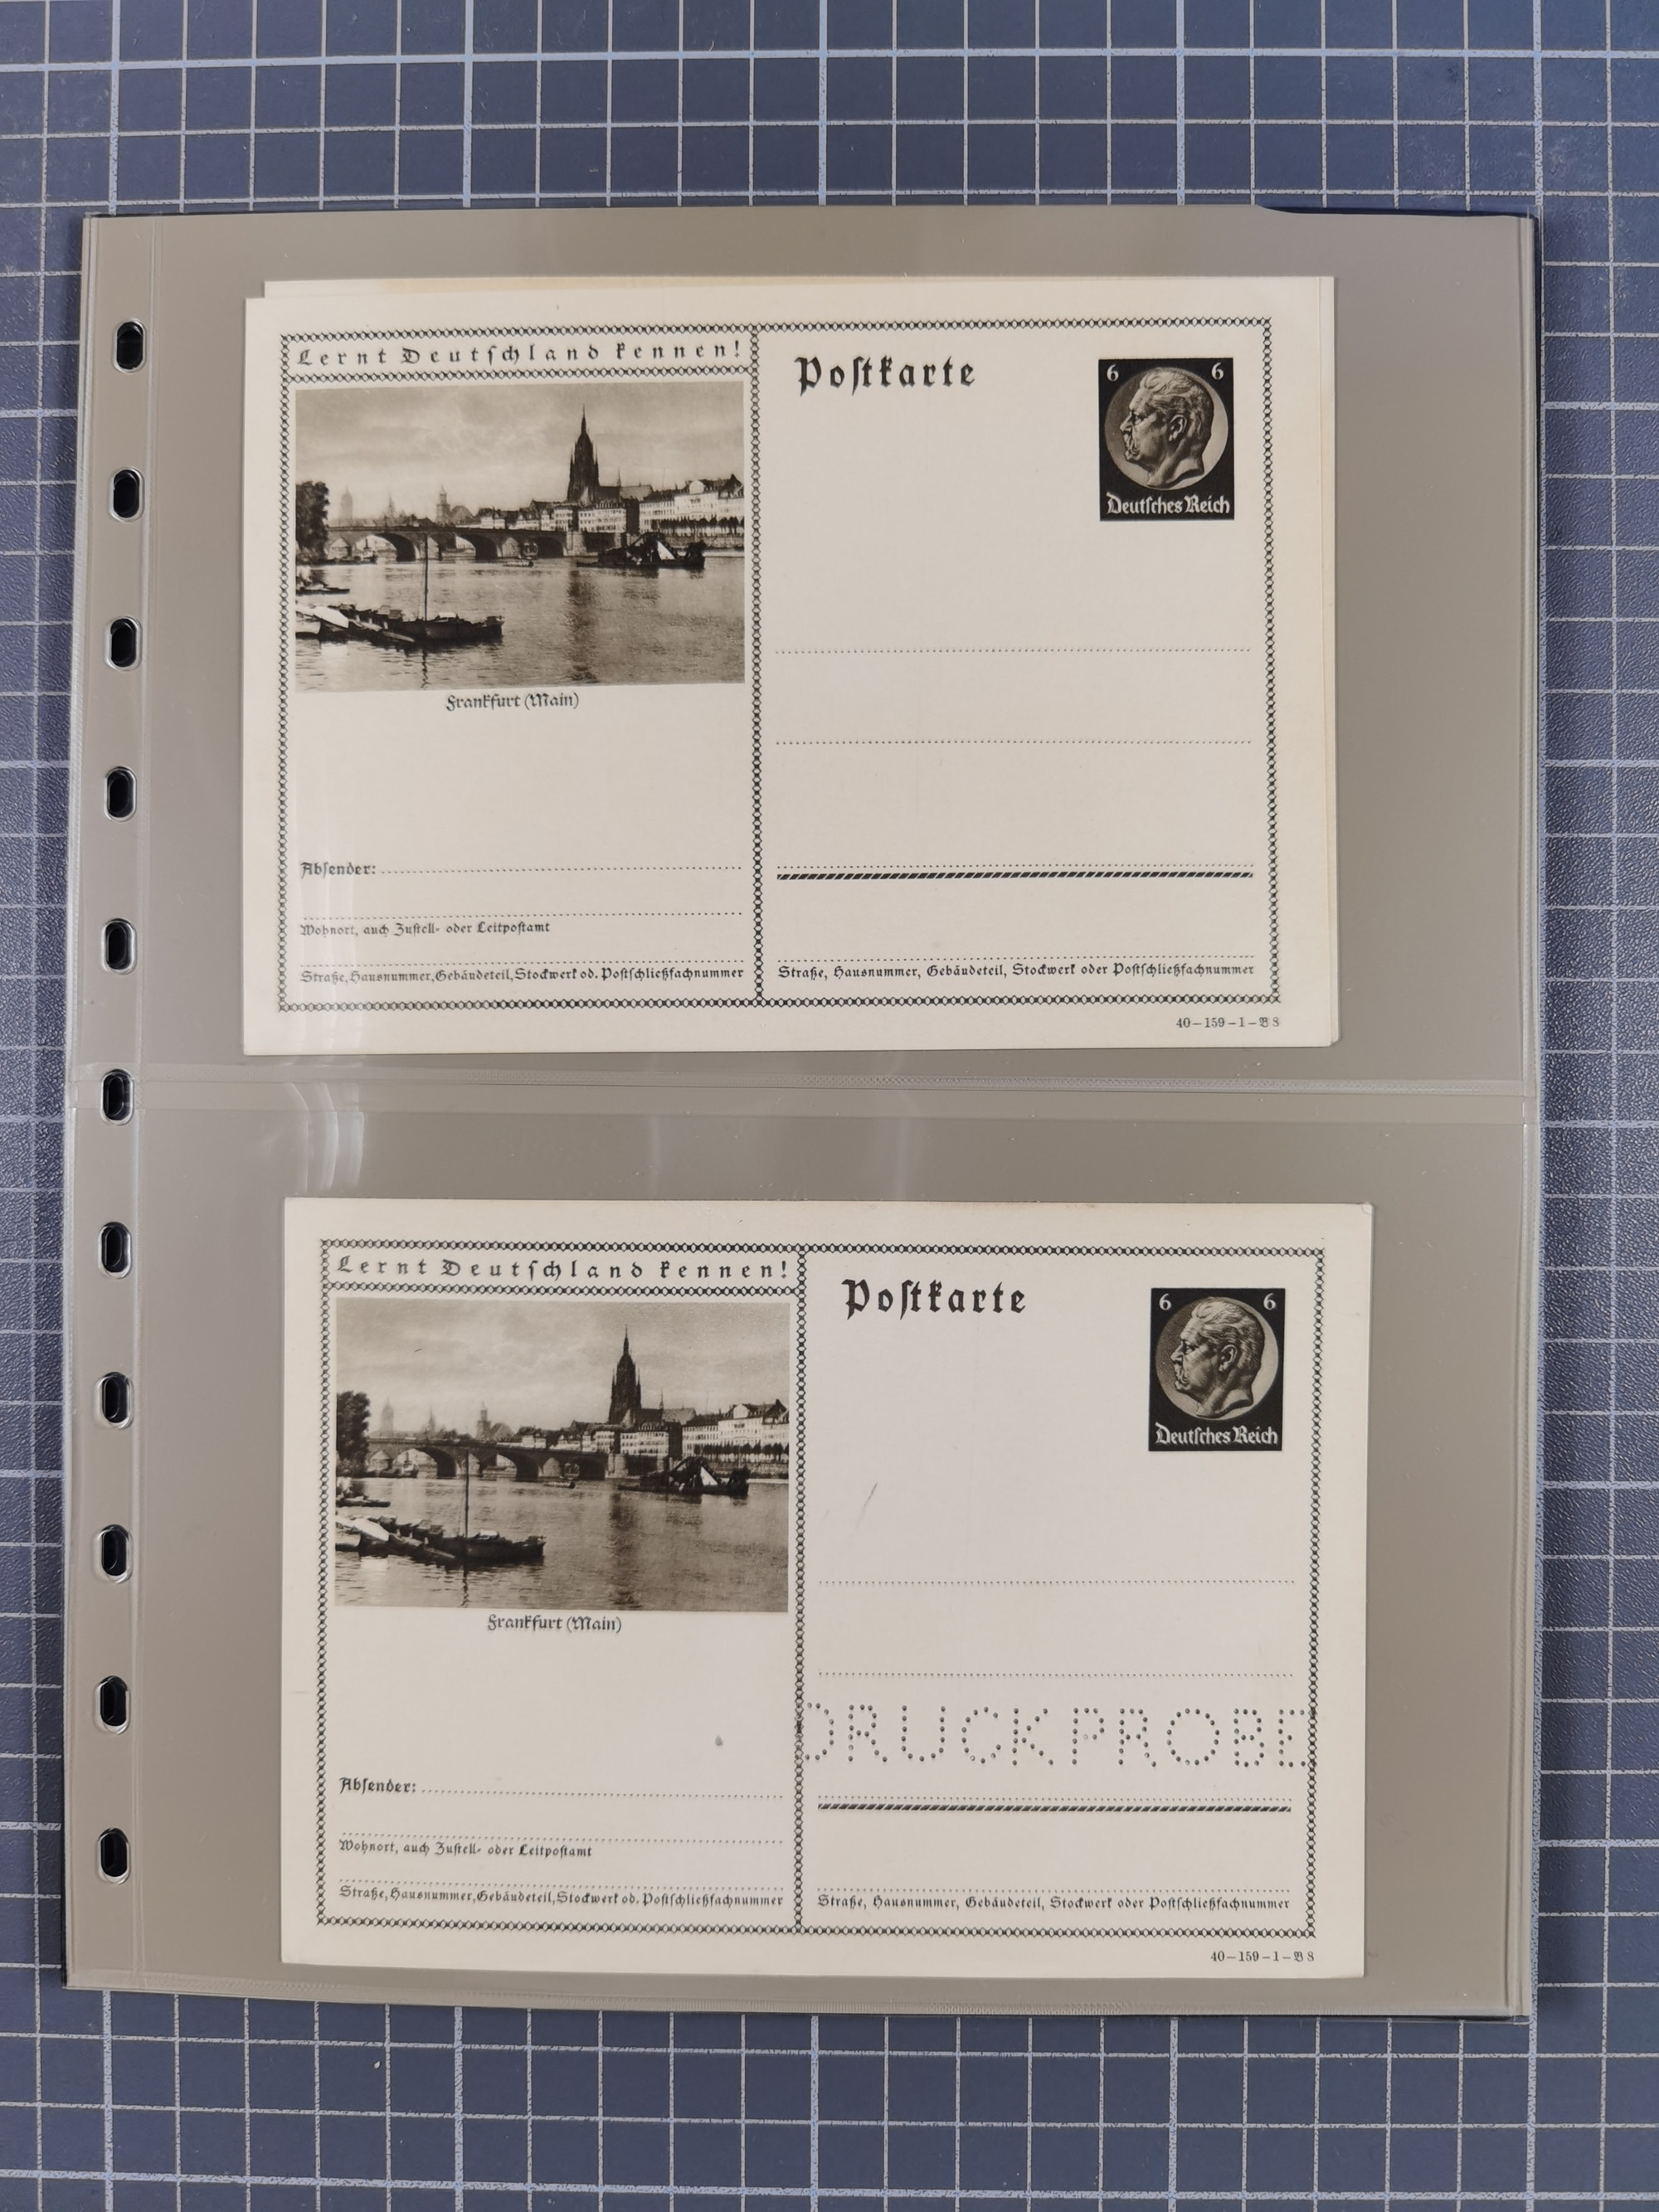 Lernt Deutschland kennen!
Postkarte
6 6
Deutsches Reich
Frankfurt (Main)
Absender:
Wohnort, auch Zustell- oder Leitpostamt
Straße, Hausnummer, Gebäudeteil, Stockwerk od. Postschließfachnummer
Straße, Hausnummer, Gebäudeteil, Stockwerk oder Postschließfachnummer
40–159–1–B 8
Lernt Deutschland kennen!
Postkarte
6 6
Deutsches Reich
Frankfurt (Main)
DRUCKPROBE
Absender:
Wohnort, auch Zustell- oder Leitpostamt
Straße, Hausnummer, Gebäudeteil, Stockwerk od. Postschließfachnummer
Straße, Hausnummer, Gebäudeteil, Stockwerk oder Postschließfachnummer
40–159–1–B 8